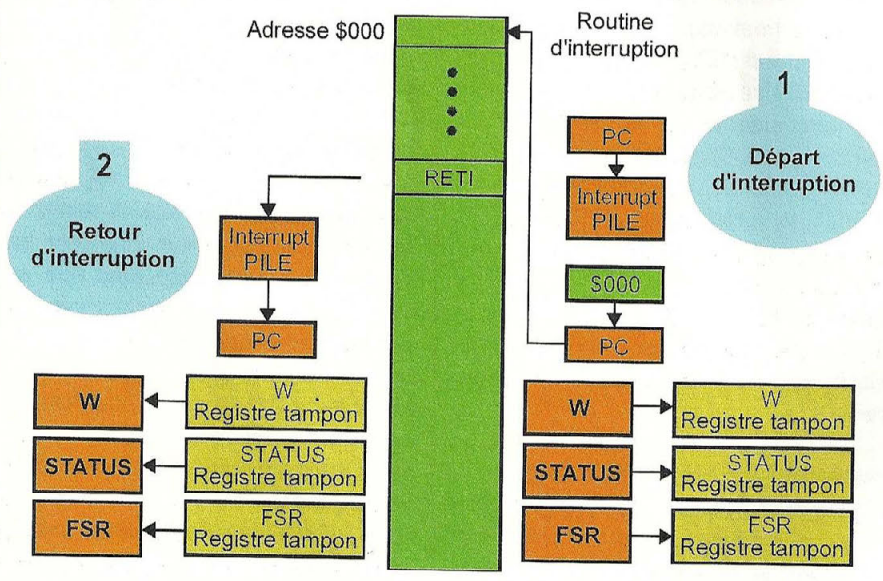 Adresse $000
Routine
d'interruption
1
Départ
d'interruption
PC
Interrupt
PILE
$000
PC
RETI
2
Retour
d'interruption
Interrupt
PILE
PC
W
W
Registre tampon
STATUS
STATUS
Registre tampon
FSR
FSR
Registre tampon
W
W
Registre tampon
STATUS
STATUS
Registre tampon
FSR
FSR
Registre tampon